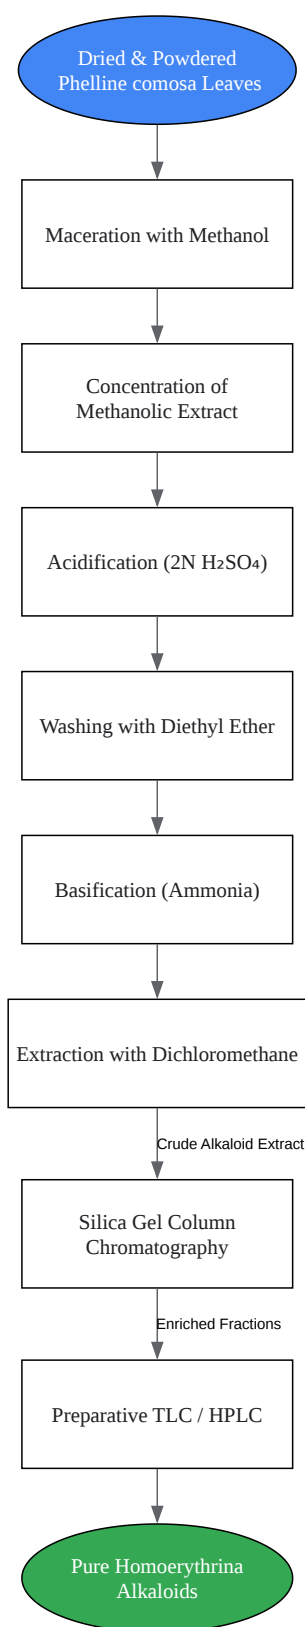 Dried & Powdered
Phelline comosa Leaves
Maceration with Methanol
Concentration of
Methanolic Extract
Acidification (2N H₂SO₄)
Washing with Diethyl Ether
Basification (Ammonia)
Extraction with Dichloromethane
Crude Alkaloid Extract
Silica Gel Column
Chromatography
Enriched Fractions
Preparative TLC / HPLC
Pure Homoerythrina
Alkaloids